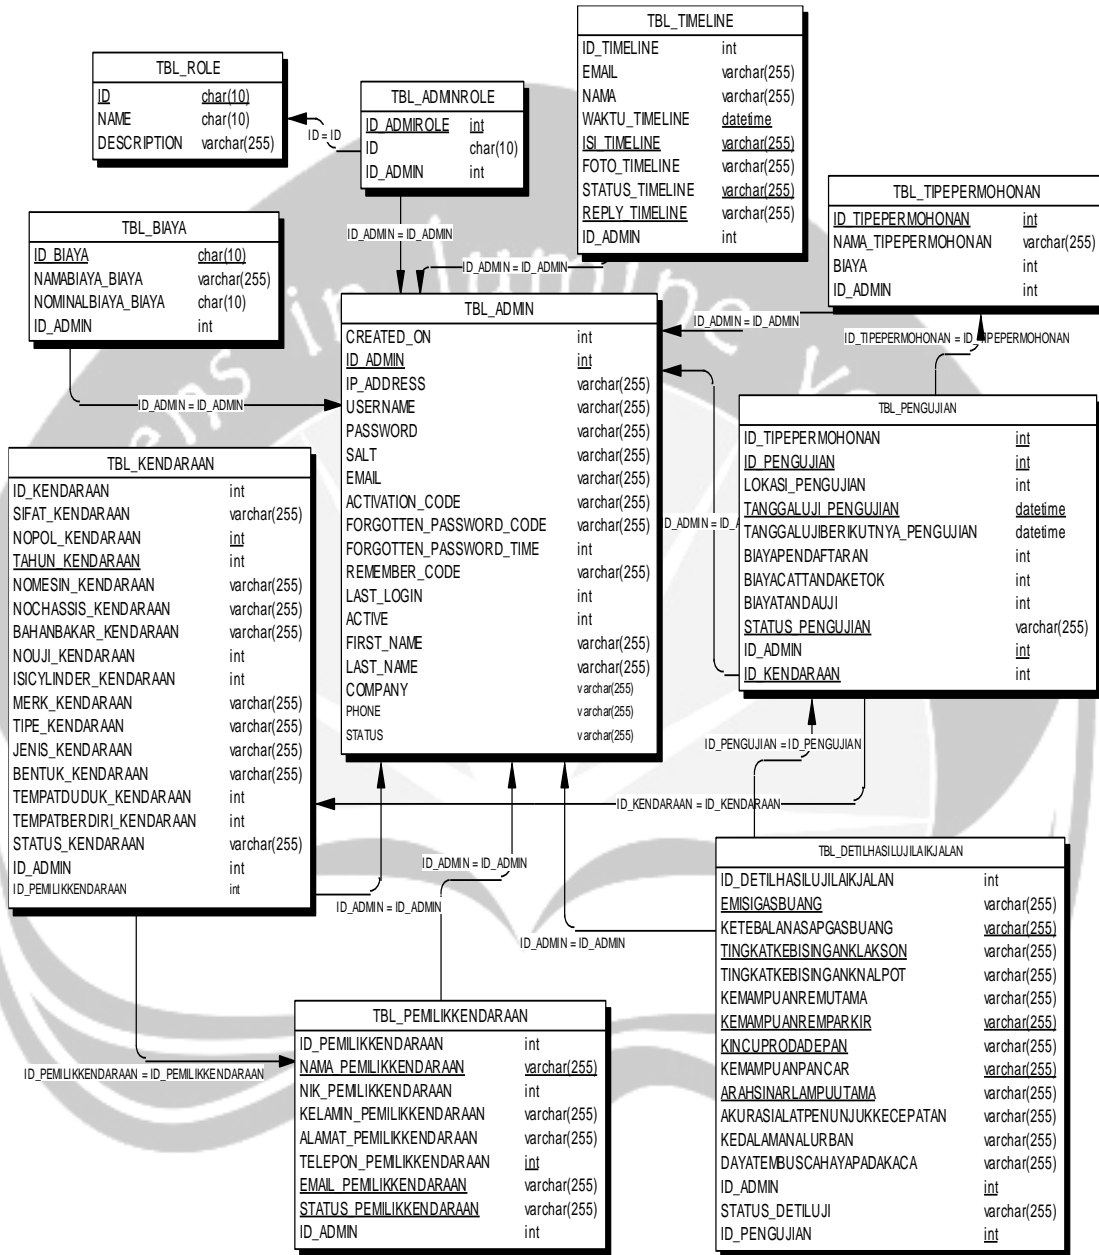 TBL_TIMELINE
ID_TIMELINE int
EMAIL varchar(255)
NAMA varchar(255)
WAKTU_TIMELINE datetime
ISI_TIMELINE varchar(255)
FOTO_TIMELINE varchar(255)
STATUS_TIMELINE varchar(255)
REPLY_TIMELINE varchar(255)
ID_ADMIN int
TBL_ROLE
ID char(10)
NAME char(10)
DESCRIPTION varchar(255)
ID = ID
TBL_ADMINROLE
ID_ADMIROLE int
ID char(10)
ID_ADMIN int
ID_ADMIN = ID_ADMIN
ID_ADMIN = ID_ADMIN
TBL_TIPEPERMOHONAN
ID_TIPEPERMOHONAN int
NAMA_TIPEPERMOHONAN varchar(255)
BIAYA int
ID_ADMIN int
ID_ADMIN = ID_ADMIN
ID_TIPEPERMOHONAN = ID_TIPEPERMOHONAN
TBL_BIAYA
ID_BIAYA char(10)
NAMABIAYA_BIAYA varchar(255)
NOMINALBIAYA_BIAYA char(10)
ID_ADMIN int
ID_ADMIN = ID_ADMIN
TBL_ADMIN
CREATED_ON int
ID_ADMIN int
IP_ADDRESS varchar(255)
USERNAME varchar(255)
PASSWORD varchar(255)
SALT varchar(255)
EMAIL varchar(255)
ACTIVATION_CODE varchar(255)
FORGOTTEN_PASSWORD_CODE varchar(255)
FORGOTTEN_PASSWORD_TIME int
REMEMBER_CODE varchar(255)
LAST_LOGIN int
ACTIVE int
FIRST_NAME varchar(255)
LAST_NAME varchar(255)
COMPANY varchar(255)
PHONE varchar(255)
STATUS varchar(255)
TBL_PENGUJIAN
ID_TIPEPERMOHONAN int
ID_PENGUJIAN int
LOKASI_PENGUJIAN int
TANGGALUJI_PENGUJIAN datetime
TANGGALUJIBERIKUTNYA_PENGUJIAN datetime
BIAYAPENDAFTARAN int
BIAYACATTANDAKETOK int
BIAYATANDAUJI int
STATUS_PENGUJIAN varchar(255)
ID_ADMIN int
ID_KENDARAAN int
D_ADMIN = ID_A
TBL_KENDARAAN
ID_KENDARAAN int
SIFAT_KENDARAAN varchar(255)
NOPOL_KENDARAAN int
TAHUN_KENDARAAN int
NOMESIN_KENDARAAN varchar(255)
NOCHASSIS_KENDARAAN varchar(255)
BAHANBAKAR_KENDARAAN varchar(255)
NOUJI_KENDARAAN int
ISICYLINDER_KENDARAAN int
MERK_KENDARAAN varchar(255)
TIPE_KENDARAAN varchar(255)
JENIS_KENDARAAN varchar(255)
BENTUK_KENDARAAN varchar(255)
TEMPATDUDUK_KENDARAAN int
TEMPATBERDIRI_KENDARAAN int
STATUS_KENDARAAN varchar(255)
ID_ADMIN int
ID_PEMILIKKENDARAAN int
ID_PENGUJIAN = ID_PENGUJIAN
ID_KENDARAAN = ID_KENDARAAN
ID_ADMIN = ID_ADMIN
ID_ADMIN = ID_ADMIN
ID_ADMIN = ID_ADMIN
ID_PEMILIKKENDARAAN = ID_PEMILIKKENDARAAN
TBL_DETILHASILUJILAIKJALAN
ID_DETILHASILUJILAIKJALAN int
EMISIGASBUANG varchar(255)
KETEBALANASAPGASBUANG varchar(255)
TINGKATKEBISINGANKLAKSON varchar(255)
TINGKATKEBISINGANKNALPOT varchar(255)
KEMAMPUANREMUTAMA varchar(255)
KEMAMPUANREMPARKIR varchar(255)
KINCUPRODADEPAN varchar(255)
KEMAMPUANPANCAR varchar(255)
ARAHSINARLAMPUUTAMA varchar(255)
AKURASIALATPENUNJUKKECEPATAN varchar(255)
KEDALAMANALURBAN varchar(255)
DAYATEMBUSCAHAYAPADAKACA varchar(255)
ID_ADMIN int
STATUS_DETILUJI varchar(255)
ID_PENGUJIAN int
TBL_PEMILIKKENDARAAN
ID_PEMILIKKENDARAAN int
NAMA_PEMILIKKENDARAAN varchar(255)
NIK_PEMILIKKENDARAAN int
KELAMIN_PEMILIKKENDARAAN varchar(255)
ALAMAT_PEMILIKKENDARAAN varchar(255)
TELEPON_PEMILIKKENDARAAN int
EMAIL_PEMILIKKENDARAAN varchar(255)
STATUS_PEMILIKKENDARAAN varchar(255)
ID_ADMIN int